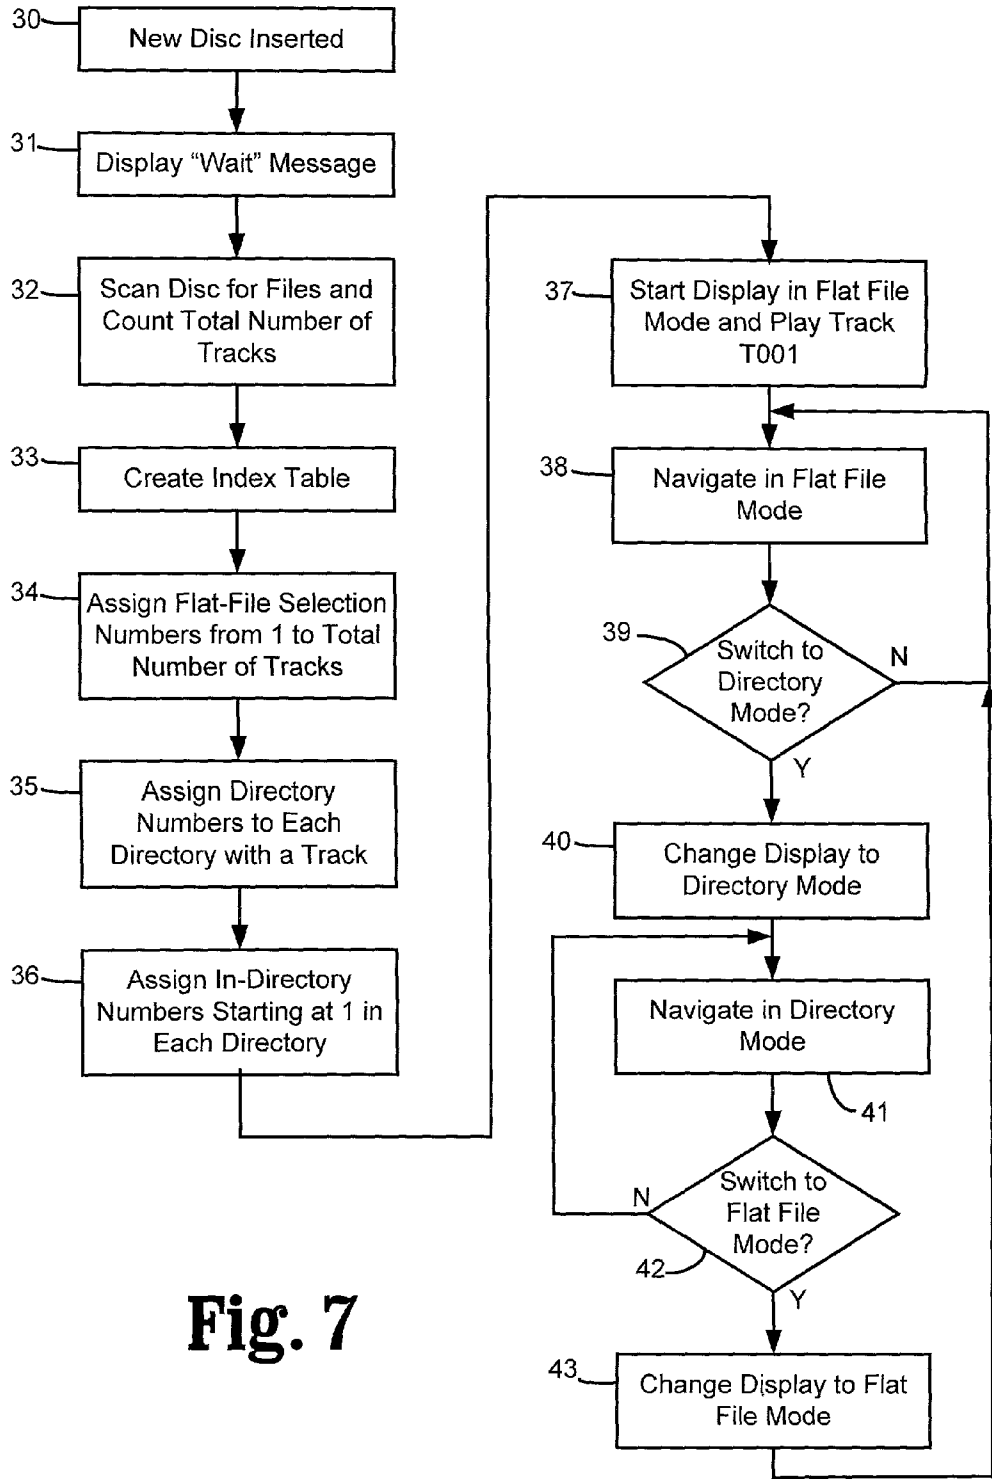 30
New Disc Inserted
31
Display “Wait” Message
32
Scan Disc for Files and
Count Total Number of
Tracks
33
Create Index Table
34
Assign Flat-File Selection
Numbers from 1 to Total
Number of Tracks
35
Assign Directory
Numbers to Each
Directory with a Track
36
Assign In-Directory
Numbers Starting at 1 in
Each Directory
37
Start Display in Flat File
Mode and Play Track
T001
38
Navigate in Flat File
Mode
39
Switch to
Directory
Mode?
N
Y
40
Change Display to
Directory Mode
Navigate in Directory
Mode
41
Switch to
Flat File
Mode?
N
42
Y
43
Change Display to Flat
File Mode
Fig. 7